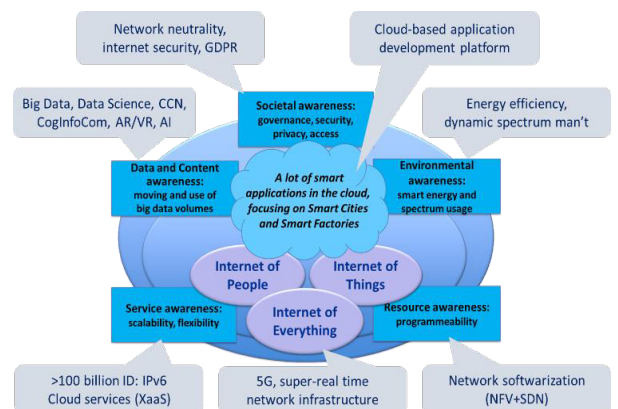 Network neutrality,
internet security, GDPR
Cloud-based application
development platform
Big Data, Data Science, CCN,
CogInfoCom, AR/VR, AI
Societal awareness:
governance, security,
privacy, access
Energy efficiency,
dynamic spectrum man't
Data and Content
awareness:
moving and use of
big data volumes
A lot of smart
applications in the cloud,
focusing on Smart Cities
and Smart Factories
Environmental
awareness:
smart energy and
spectrum usage
Internet of
People
Internet of
Things
Service awareness:
scalability, flexibility
Internet of
Everything
Resource awareness:
programmeability
>100 billion ID: IPv6
Cloud services (XaaS)
5G, super-real time
network infrastructure
Network softwarization
(NFV+SDN)